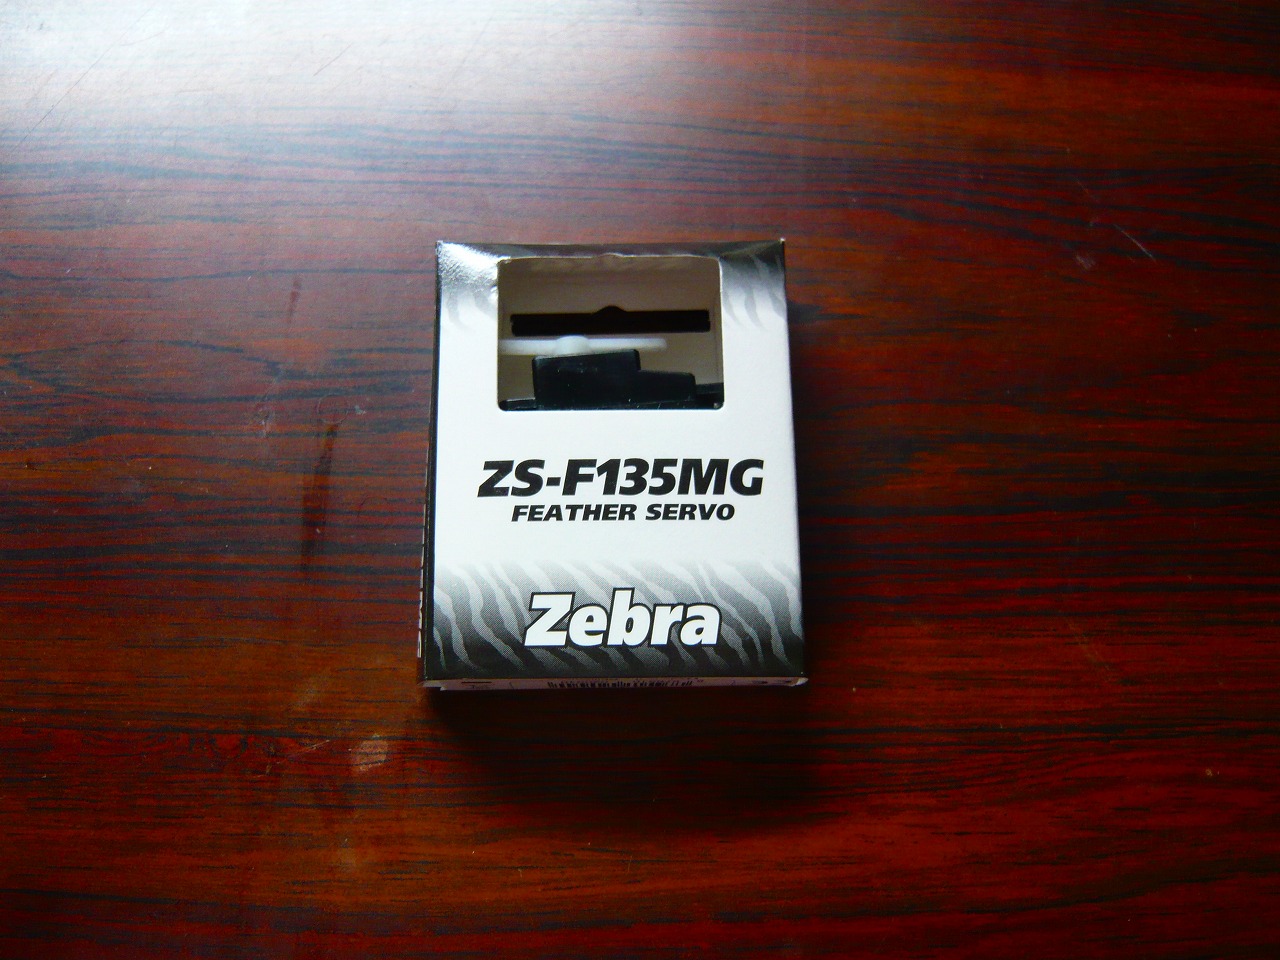 ZS-F135MG
FEATHER SERVO
Zebra